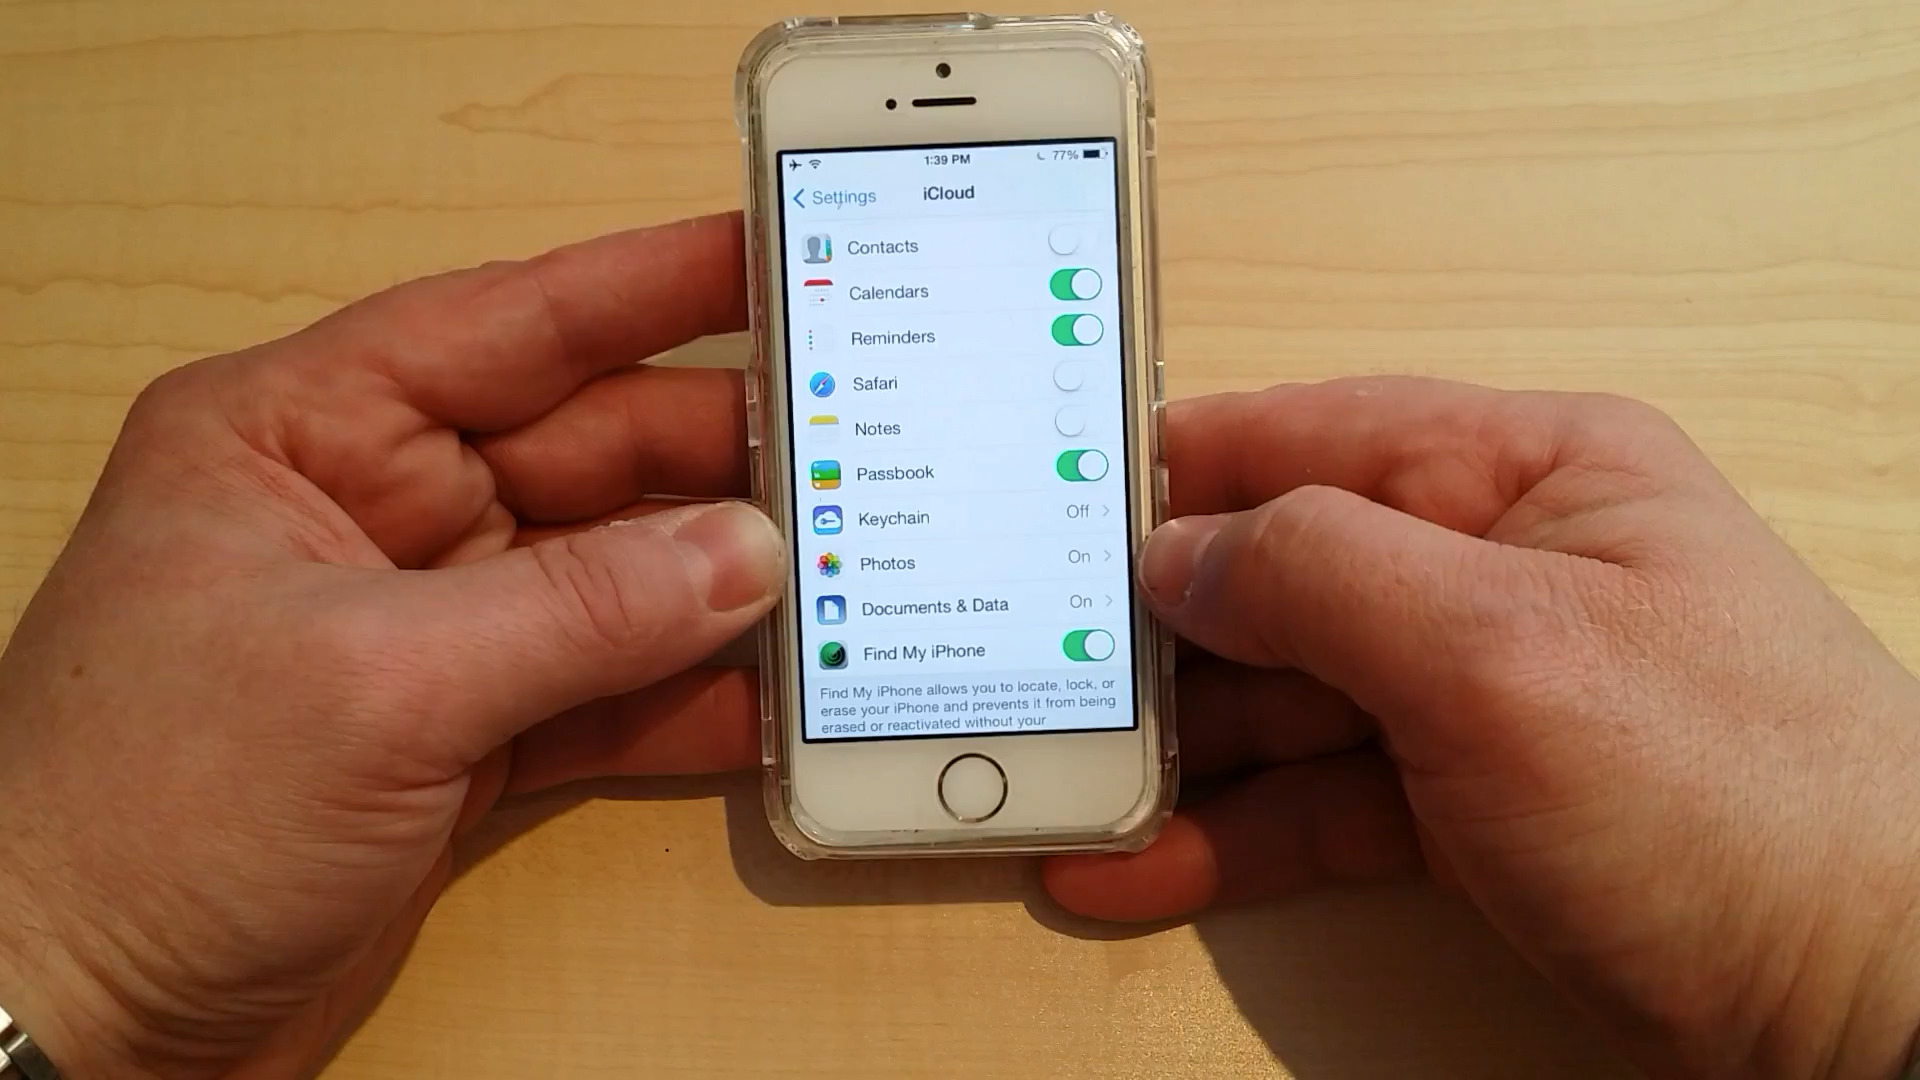 1:39 PM
77%
Settings
iCloud
Contacts
Calendars
Reminders
Safari
Notes
Passbook
Keychain Off
Photos On
Documents & Data On
Find My iPhone
Find My iPhone allows you to locate, lock, or
erase your iPhone and prevents it from being
erased or reactivated without your